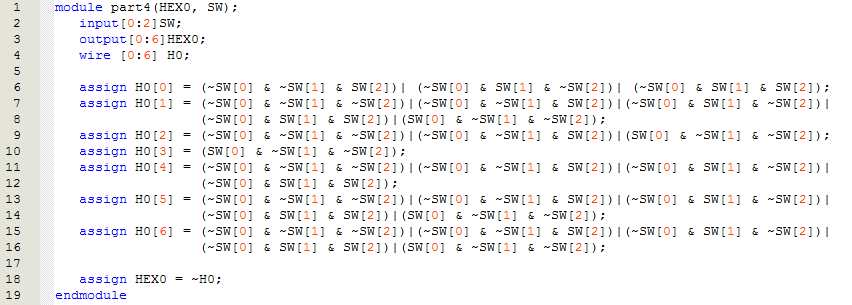 1 module part4(HEX0, SW);
2 input[0:2]SW;
3 output[0:6]HEX0;
4 wire [0:6] H0;
5
6 assign H0[0] = (~SW[0] & ~SW[1] & SW[2])| (~SW[0] & SW[1] & ~SW[2])| (~SW[0] & SW[1] & SW[2]);
7 assign H0[1] = (~SW[0] & ~SW[1] & ~SW[2])|(~SW[0] & ~SW[1] & SW[2])|(~SW[0] & SW[1] & ~SW[2])|
8 (~SW[0] & SW[1] & SW[2])|(SW[0] & ~SW[1] & ~SW[2]);
9 assign H0[2] = (~SW[0] & ~SW[1] & ~SW[2])|(~SW[0] & ~SW[1] & SW[2])|(SW[0] & ~SW[1] & ~SW[2]);
10 assign H0[3] = (SW[0] & ~SW[1] & ~SW[2]);
11 assign H0[4] = (~SW[0] & ~SW[1] & ~SW[2])|(~SW[0] & ~SW[1] & SW[2])|(~SW[0] & SW[1] & ~SW[2])|
12 (~SW[0] & SW[1] & SW[2]);
13 assign H0[5] = (~SW[0] & ~SW[1] & ~SW[2])|(~SW[0] & ~SW[1] & SW[2])|(~SW[0] & SW[1] & ~SW[2])|
14 (~SW[0] & SW[1] & SW[2])|(SW[0] & ~SW[1] & ~SW[2]);
15 assign H0[6] = (~SW[0] & ~SW[1] & ~SW[2])|(~SW[0] & ~SW[1] & SW[2])|(~SW[0] & SW[1] & ~SW[2])|
16 (~SW[0] & SW[1] & SW[2])|(SW[0] & ~SW[1] & ~SW[2]);
17
18 assign HEX0 = ~H0;
19 endmodule